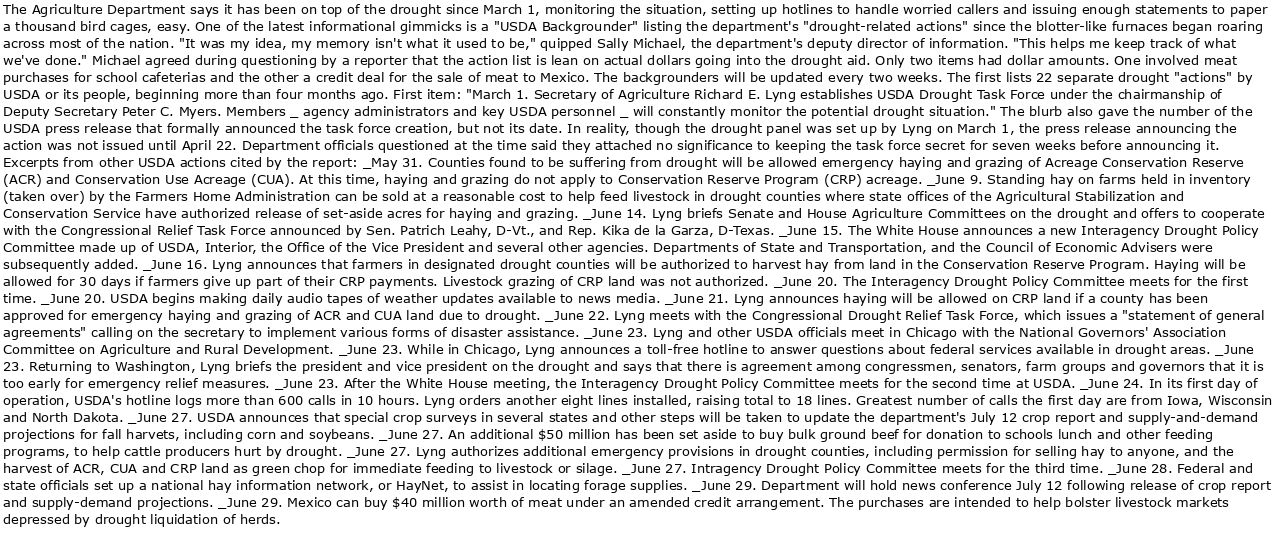 The Agriculture Department says it has been on top of the drought since March 1, monitoring the situation, setting up hotlines to handle worried callers and issuing enough statements to paper
a thousand bird cages, easy. One of the latest informational gimmicks is a "USDA Backgrounder" listing the department's "drought-related actions" since the blotter-like furnaces began roaring
across most of the nation. "It was my idea, my memory isn't what it used to be," quipped Sally Michael, the department's deputy director of information. "This helps me keep track of what
we've done." Michael agreed during questioning by a reporter that the action list is lean on actual dollars going into the drought aid. Only two items had dollar amounts. One involved meat
purchases for school cafeterias and the other a credit deal for the sale of meat to Mexico. The backgrounders will be updated every two weeks. The first lists 22 separate drought "actions" by
USDA or its people, beginning more than four months ago. First item: "March 1. Secretary of Agriculture Richard E. Lyng establishes USDA Drought Task Force under the chairmanship of
Deputy Secretary Peter C. Myers. Members _ agency administrators and key USDA personnel _ will constantly monitor the potential drought situation." The blurb also gave the number of the
USDA press release that formally announced the task force creation, but not its date. In reality, though the drought panel was set up by Lyng on March 1, the press release announcing the
action was not issued until April 22. Department officials questioned at the time said they attached no significance to keeping the task force secret for seven weeks before announcing it.
Excerpts from other USDA actions cited by the report: _May 31. Counties found to be suffering from drought will be allowed emergency haying and grazing of Acreage Conservation Reserve
(ACR) and Conservation Use Acreage (CUA). At this time, haying and grazing do not apply to Conservation Reserve Program (CRP) acreage. _June 9. Standing hay on farms held in inventory
(taken over) by the Farmers Home Administration can be sold at a reasonable cost to help feed livestock in drought counties where state offices of the Agricultural Stabilization and
Conservation Service have authorized release of set-aside acres for haying and grazing. _June 14. Lyng briefs Senate and House Agriculture Committees on the drought and offers to cooperate
with the Congressional Relief Task Force announced by Sen. Patrich Leahy, D-Vt., and Rep. Kika de la Garza, D-Texas. _June 15. The White House announces a new Interagency Drought Policy
Committee made up of USDA, Interior, the Office of the Vice President and several other agencies. Departments of State and Transportation, and the Council of Economic Advisers were
subsequently added. _June 16. Lyng announces that farmers in designated drought counties will be authorized to harvest hay from land in the Conservation Reserve Program. Haying will be
allowed for 30 days if farmers give up part of their CRP payments. Livestock grazing of CRP land was not authorized. _June 20. The Interagency Drought Policy Committee meets for the first
time. _June 20. USDA begins making daily audio tapes of weather updates available to news media. _June 21. Lyng announces haying will be allowed on CRP land if a county has been
approved for emergency haying and grazing of ACR and CUA land due to drought. _June 22. Lyng meets with the Congressional Drought Relief Task Force, which issues a "statement of general
agreements" calling on the secretary to implement various forms of disaster assistance. _June 23. Lyng and other USDA officials meet in Chicago with the National Governors' Association
Committee on Agriculture and Rural Development. _June 23. While in Chicago, Lyng announces a toll-free hotline to answer questions about federal services available in drought areas. _June
23. Returning to Washington, Lyng briefs the president and vice president on the drought and says that there is agreement among congressmen, senators, farm groups and governors that it is
too early for emergency relief measures. _June 23. After the White House meeting, the Interagency Drought Policy Committee meets for the second time at USDA. _June 24. In its first day of
operation, USDA's hotline logs more than 600 calls in 10 hours. Lyng orders another eight lines installed, raising total to 18 lines. Greatest number of calls the first day are from Iowa, Wisconsin
and North Dakota. _June 27. USDA announces that special crop surveys in several states and other steps will be taken to update the department's July 12 crop report and supply-and-demand
projections for fall harvets, including corn and soybeans. _June 27. An additional $50 million has been set aside to buy bulk ground beef for donation to schools lunch and other feeding
programs, to help cattle producers hurt by drought. _June 27. Lyng authorizes additional emergency provisions in drought counties, including permission for selling hay to anyone, and the
harvest of ACR, CUA and CRP land as green chop for immediate feeding to livestock or silage. _June 27. Intragency Drought Policy Committee meets for the third time. _June 28. Federal and
state officials set up a national hay information network, or HayNet, to assist in locating forage supplies. _June 29. Department will hold news conference July 12 following release of crop report
and supply-demand projections. _June 29. Mexico can buy $40 million worth of meat under an amended credit arrangement. The purchases are intended to help bolster livestock markets
depressed by drought liquidation of herds.